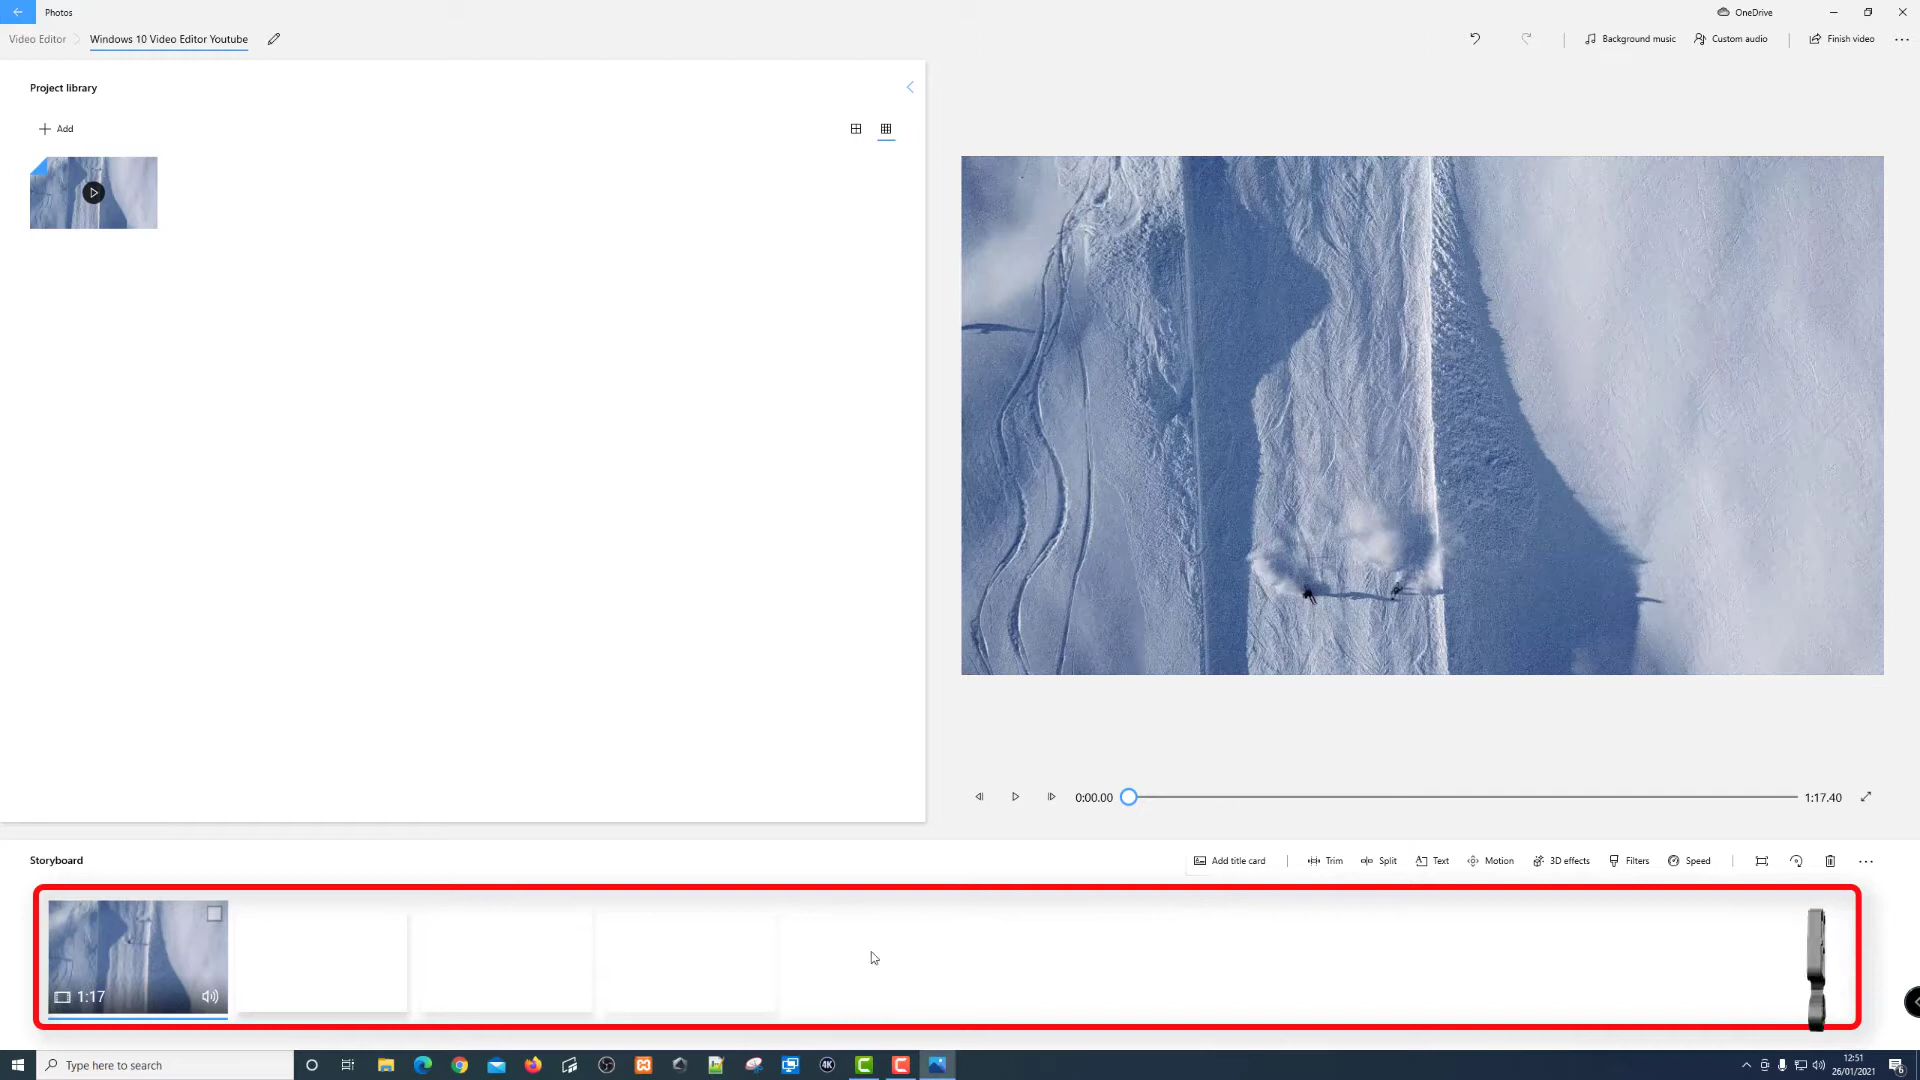 Photos
OneDrive
Video Editor
Windows 10 Video Editor Youtube
Background music
Custom audio
Finish video
Project library
Add
0:00.00
1:17.40
Storyboard
Add title card
Trim
Split
Text
Motion
3D effects
Filters
Speed
1:17
Type here to search
4K
12:51
26/01/2021
6